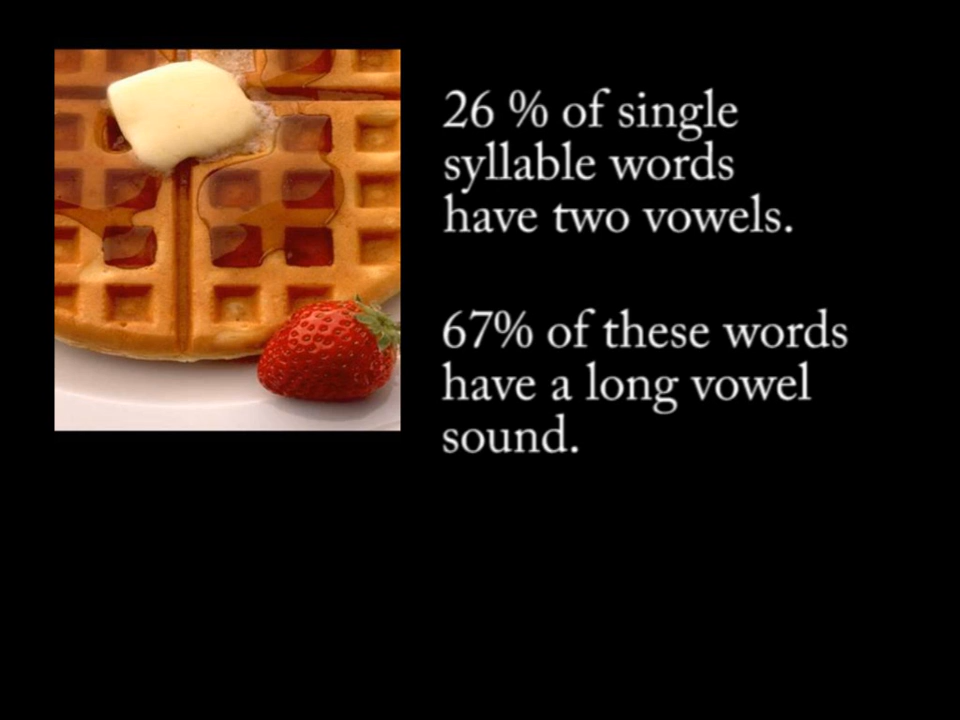 26 % of single
syllable words
have two vowels.
67% of these words
have a long vowel
sound.